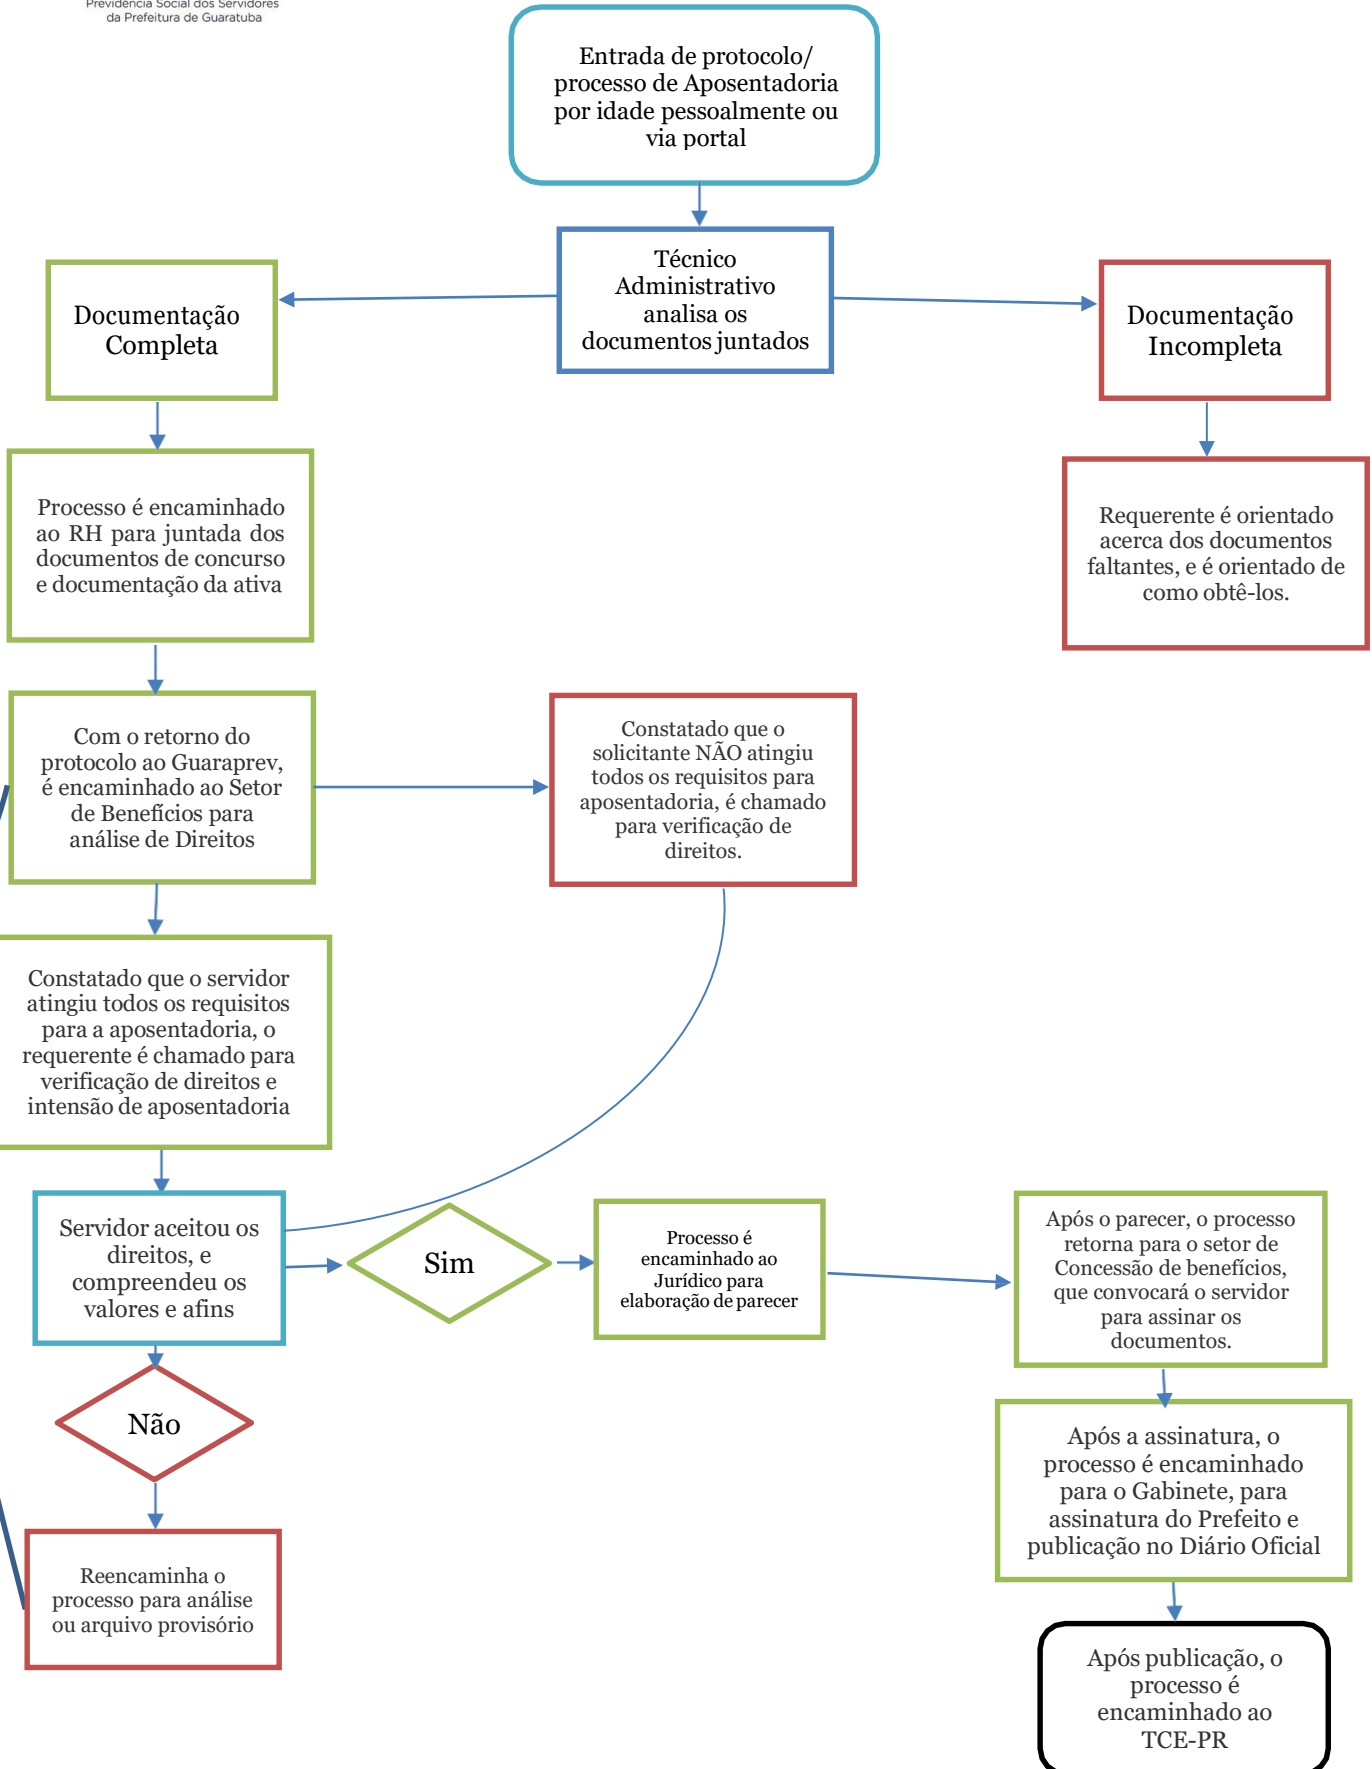 Previdência Social dos Servidores
da Prefeitura de Guaratuba
Entrada de protocolo/
processo de Aposentadoria
por idade pessoalmente ou
via portal
Técnico
Administrativo
analisa os
documentos juntados
Documentação
Completa
Documentação
Incompleta
Processo é encaminhado
ao RH para juntada dos
documentos de concurso
e documentação da ativa
Requerente é orientado
acerca dos documentos
faltantes, e é orientado de
como obtê-los.
Com o retorno do
protocolo ao Guaraprev,
é encaminhado ao Setor
de Benefícios para
análise de Direitos
Constatado que o
solicitante NÃO atingiu
todos os requisitos para
aposentadoria, é chamado
para verificação de
direitos.
Constatado que o servidor
atingiu todos os requisitos
para a aposentadoria, o
requerente é chamado para
verificação de direitos e
intensão de aposentadoria
Servidor aceitou os
direitos, e
compreendeu os
valores e afins
Sim
Processo é
encaminhado ao
Jurídico para
elaboração de parecer
Após o parecer, o processo
retorna para o setor de
Concessão de benefícios,
que convocará o servidor
para assinar os
documentos.
Não
Após a assinatura, o
processo é encaminhado
para o Gabinete, para
assinatura do Prefeito e
publicação no Diário Oficial
Reencaminha o
processo para análise
ou arquivo provisório
Após publicação, o
processo é
encaminhado ao
TCE-PR